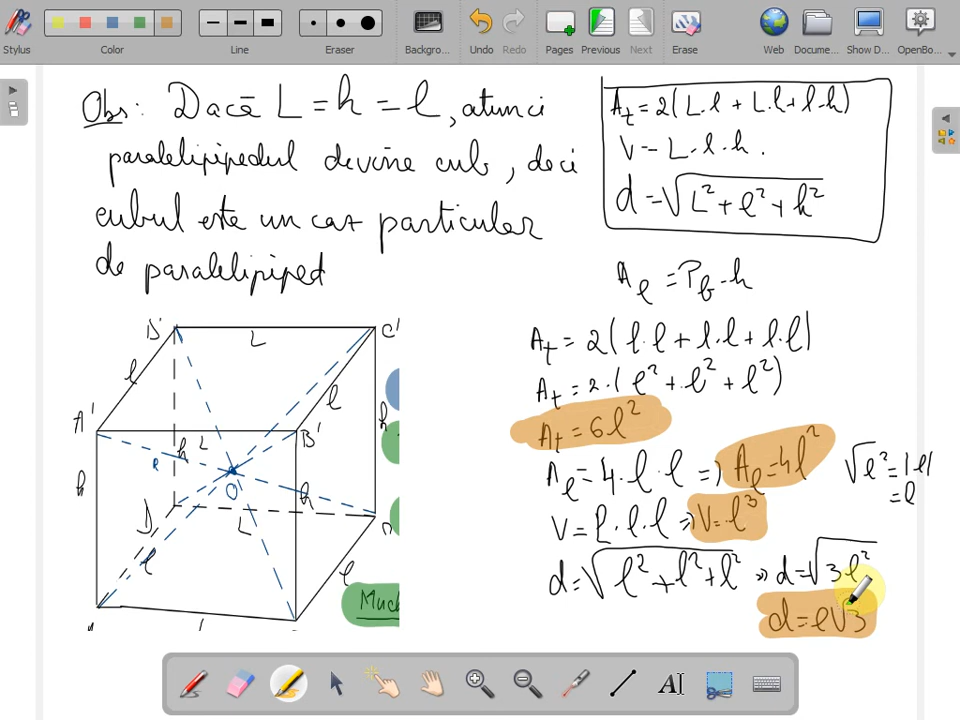 Stylus
Color
Line
Eraser
Backgro...
Undo
Redo
Pages
Previous
Next
Erase
Web
Docume...
Show D...
OpenBo...
Obs: Dacă L = h = l, atunci
paralelipipedul devine cub, deci
cubul este un caz particular
de paralelipiped
At = 2(L·l + L·h + l·h)
V = L·l·h.
d = √L² + l² + h²
Al = Pb·h
At = 2(l·l + l·l + l·l)
At = 2·(l² + l² + l²)
At = 6l²
Al = 4·l·l ⇒ Al = 4l²
√l² = |l|
= l
V = l·l·l ⇒ V = l³
d = √l² + l² + l² ⇒ d = √3l²
d = l√3
D'
L
C'
l
l
A'
B'
L
h
h
h
h
O
D
L
l
l
Much
AI